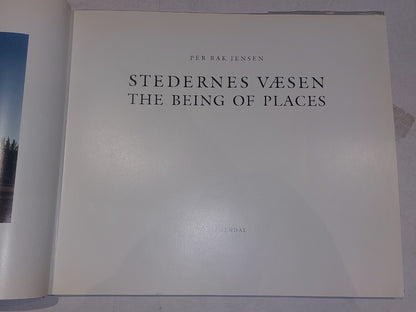 PER BAK JENSEN
STEDERNES VÆSEN
THE BEING OF PLACES